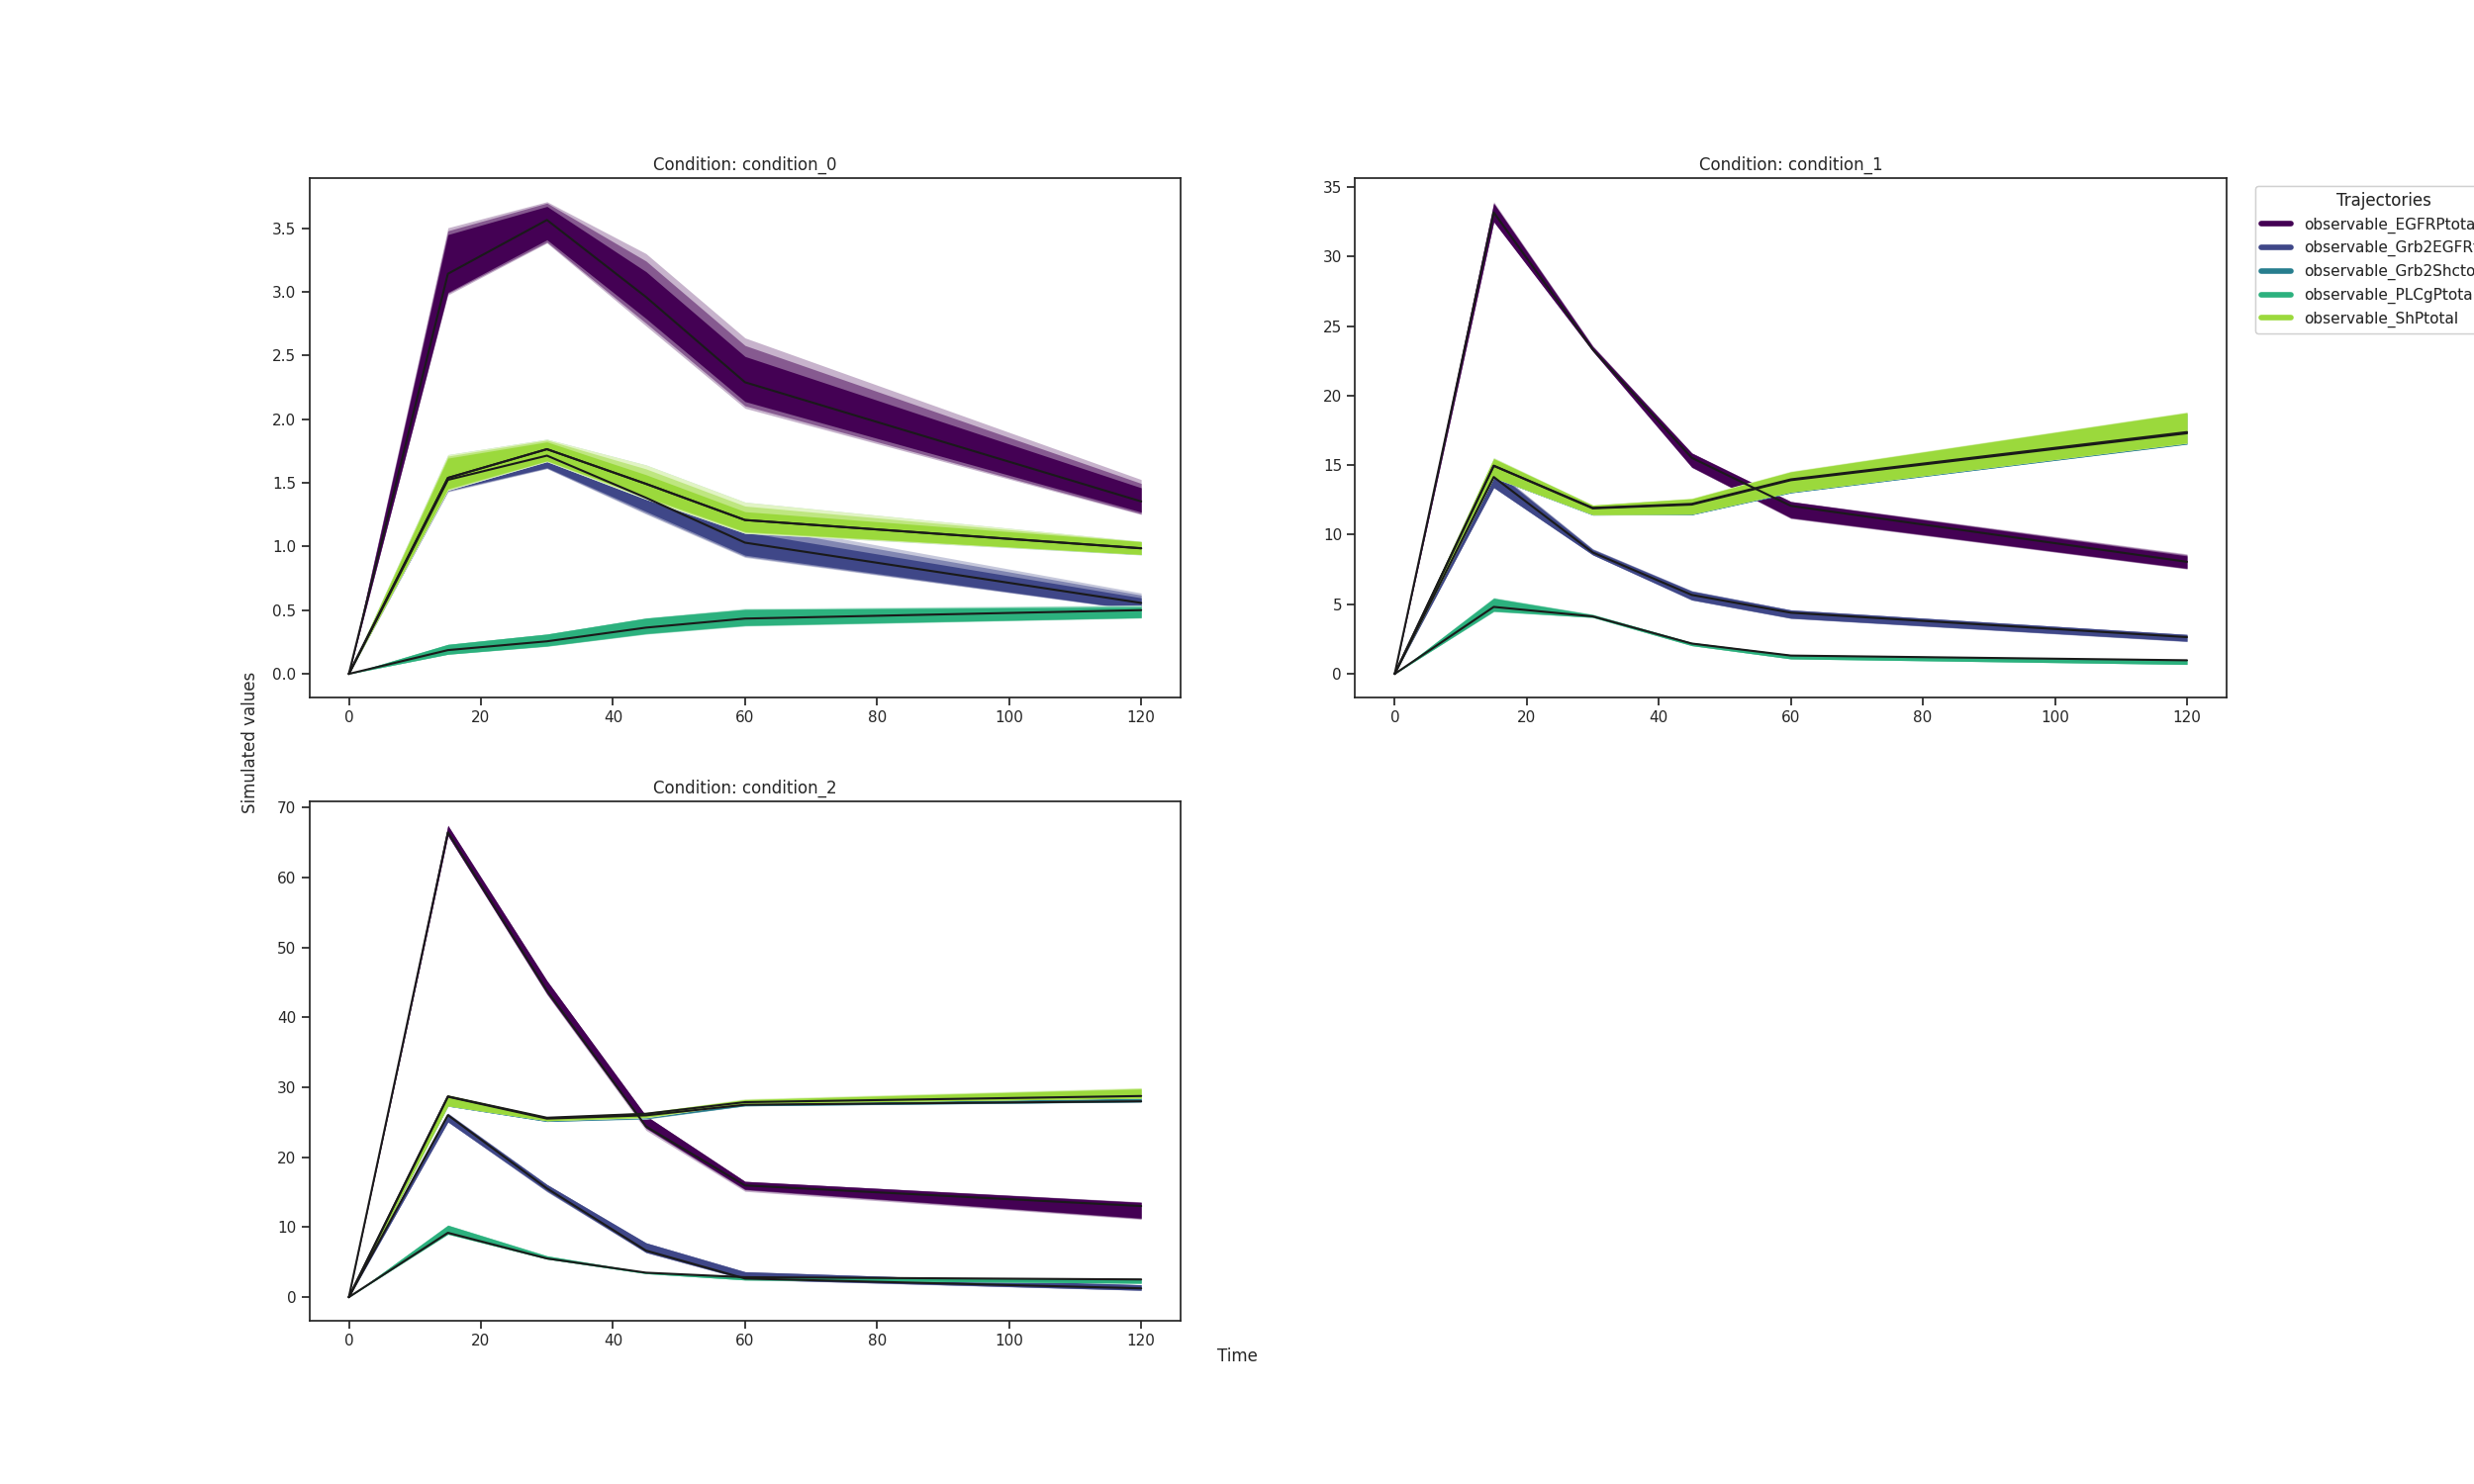 Condition: condition_0
3.5
3.0
2.5
2.0
1.5
1.0
0.5
0.0
0 20 40 60 80 100 120
Condition: condition_1
35
30
25
20
15
10
5
0
0 20 40 60 80 100 120
Trajectories
observable_EGFRPtota
observable_Grb2EGFR
observable_Grb2Shcto
observable_PLCgPtota
observable_ShPtotal
Simulated values
Condition: condition_2
70
60
50
40
30
20
10
0
0 20 40 60 80 100 120
Time